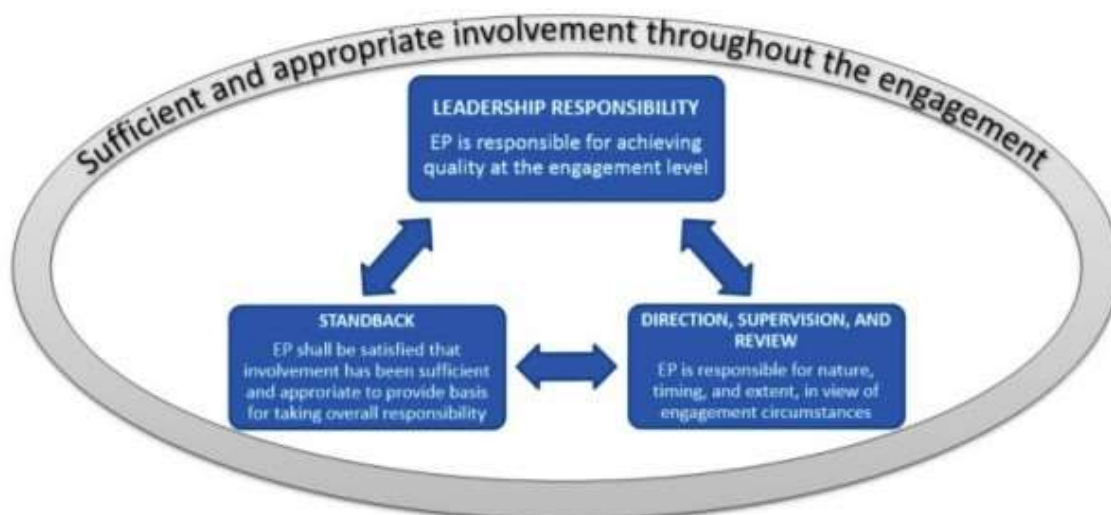 Sufficient and appropriate involvement throughout the engagement
LEADERSHIP RESPONSIBILITY
EP is responsible for achieving
quality at the engagement level
STANDBACK
EP shall be satisfied that
involvement has been sufficient
and approriate to provide basis
for taking overall responsibility
DIRECTION, SUPERVISION, AND
REVIEW
EP is responsible for nature,
timing, and extent, in view of
engagement circumstances